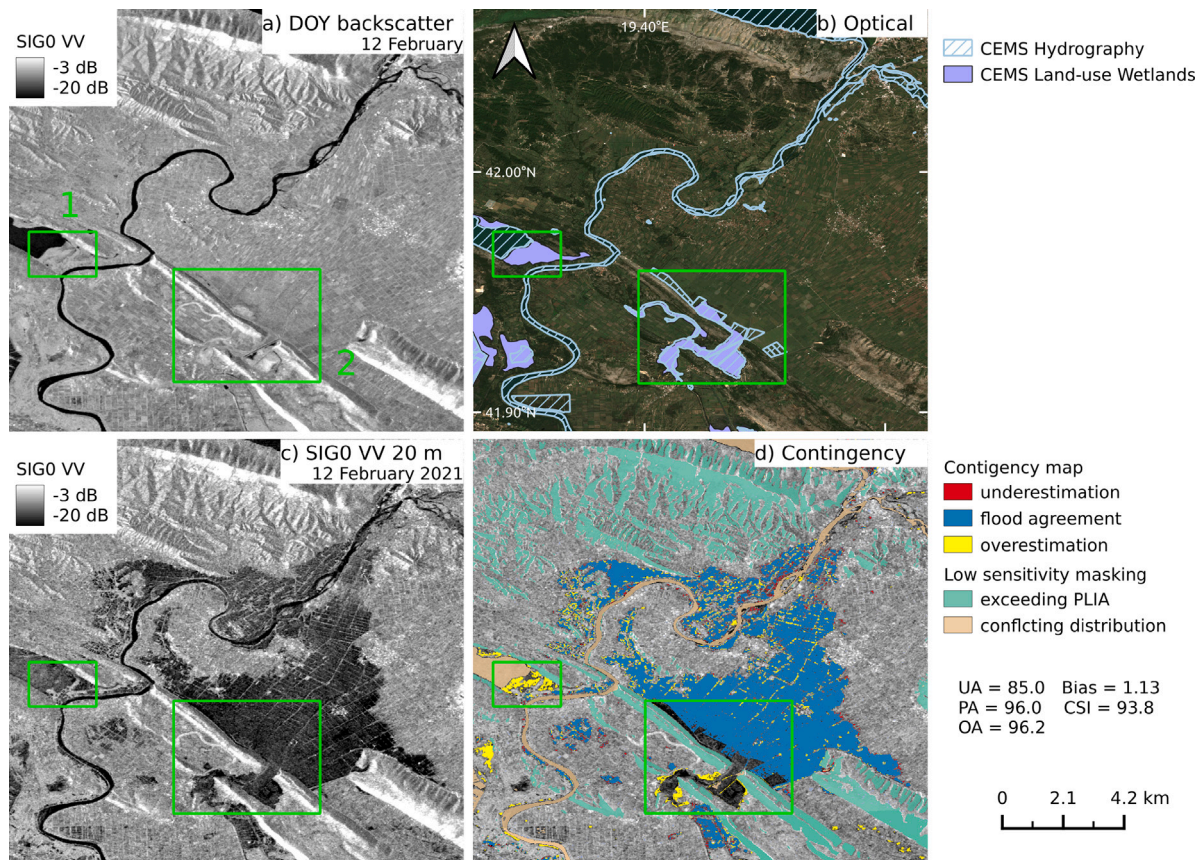 a) DOY backscatter
12 February
SIG0 VV
-3 dB
-20 dB
1
2
b) Optical
19.40°E
42.00°N
41.90°N
CEMS Hydrography
CEMS Land-use Wetlands
c) SIG0 VV 20 m
12 February 2021
SIG0 VV
-3 dB
-20 dB
d) Contingency
Contigency map
underestimation
flood agreement
overestimation
Low sensitivity masking
exceeding PLIA
conflcting distribution
UA = 85.0 Bias = 1.13
PA = 96.0 CSI = 93.8
OA = 96.2
0 2.1 4.2 km